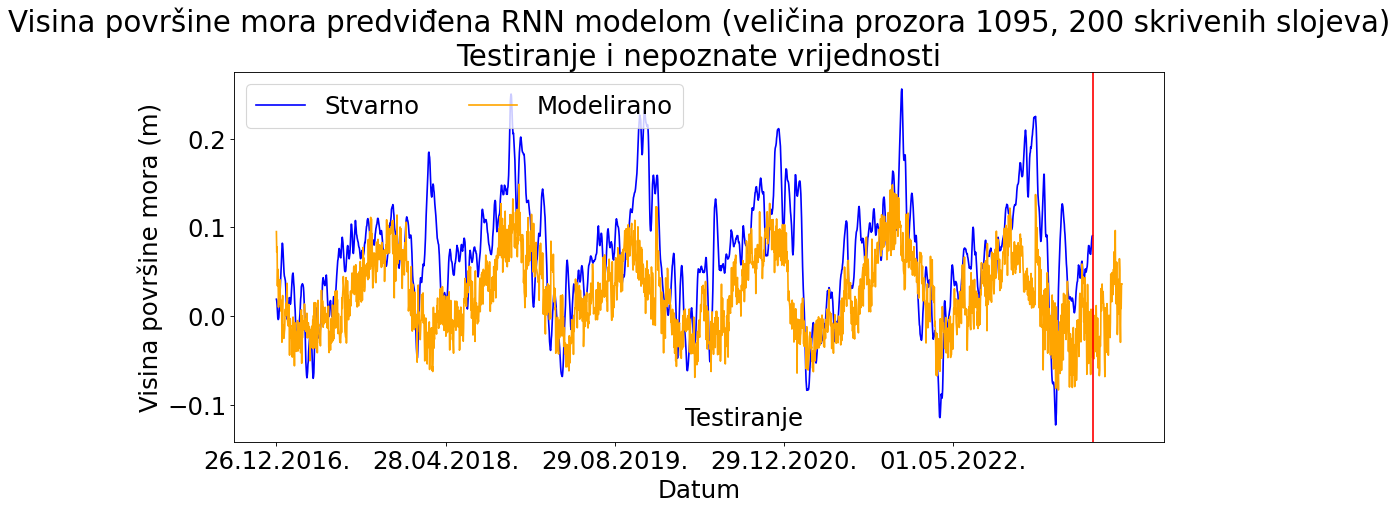 Visina površine mora predviđena RNN modelom (veličina prozora 1095, 200 skrivenih slojeva)
Testiranje i nepoznate vrijednosti
Stvarno
Modelirano
Visina površine mora (m)
0.2
0.1
0.0
−0.1
Testiranje
26.12.2016.
28.04.2018.
29.08.2019.
29.12.2020.
01.05.2022.
Datum